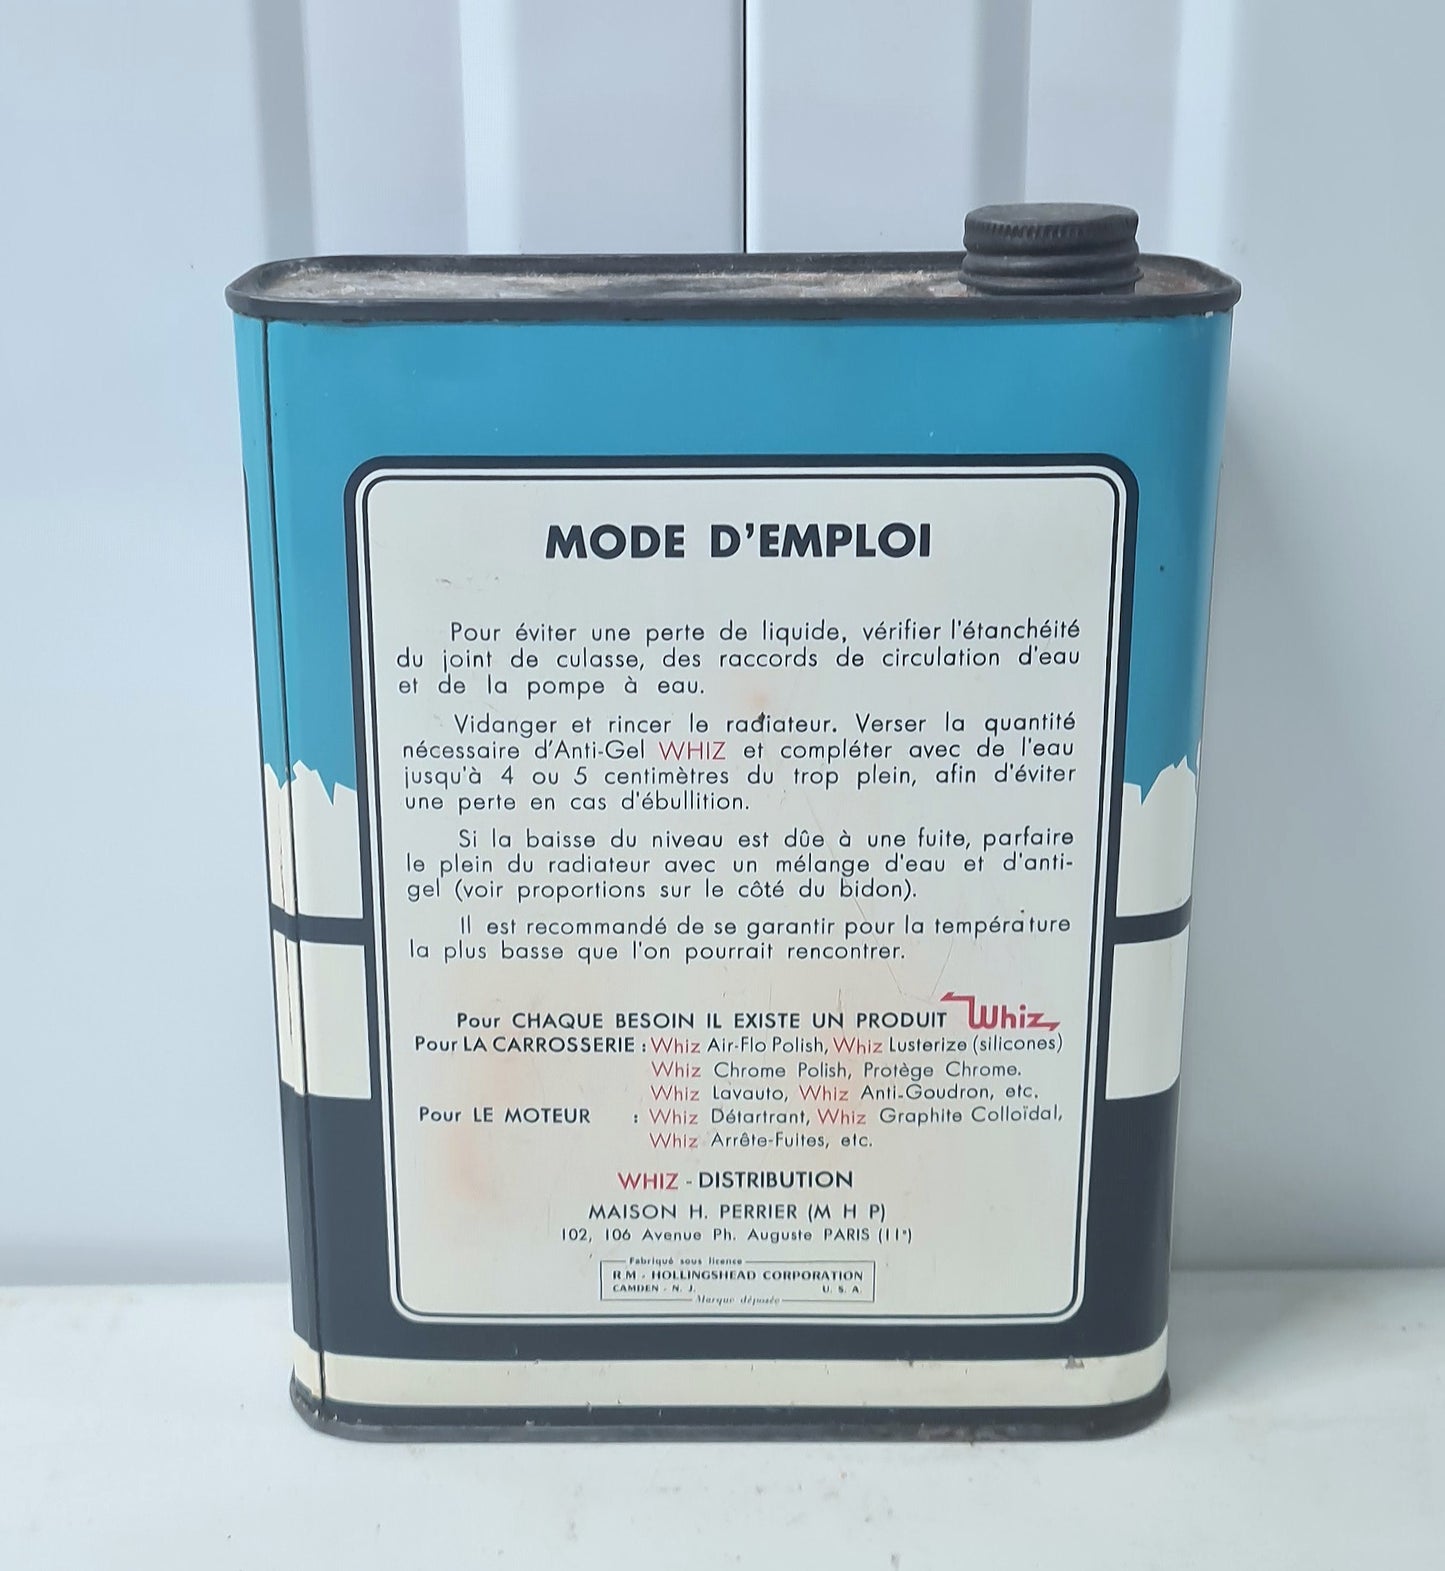 MODE D'EMPLOI
Pour éviter une perte de liquide, vérifier l'étanchéité
du joint de culasse, des raccords de circulation d'eau
et de la pompe à eau.
Vidanger et rincer le radiateur. Verser la quantité
nécessaire d'Anti-Gel WHIZ et compléter avec de l'eau
jusqu'à 4 ou 5 centimètres du trop plein, afin d'éviter
une perte en cas d'ébullition.
Si la baisse du niveau est dûe à une fuite, parfaire
le plein du radiateur avec un mélange d'eau et d'anti-
gel (voir proportions sur le côté du bidon).
Il est recommandé de se garantir pour la température
la plus basse que l'on pourrait rencontrer.
Pour CHAQUE BESOIN IL EXISTE UN PRODUIT Whiz
Pour LA CARROSSERIE : Whiz Air-Flo Polish, Whiz Lusterize (silicones)
Whiz Chrome Polish, Protège Chrome.
Whiz Lavauto, Whiz Anti-Goudron, etc.
Pour LE MOTEUR : Whiz Détartrant, Whiz Graphite Colloïdal,
Whiz Arrête-Fuites, etc.
WHIZ - DISTRIBUTION
MAISON H. PERRIER (M H P)
102, 106 Avenue Ph. Auguste PARIS (11e)
Fabriqué sous licence
R.M - HOLLINGSHEAD CORPORATION
CAMDEN - N. J. U. S. A.
Marque déposée